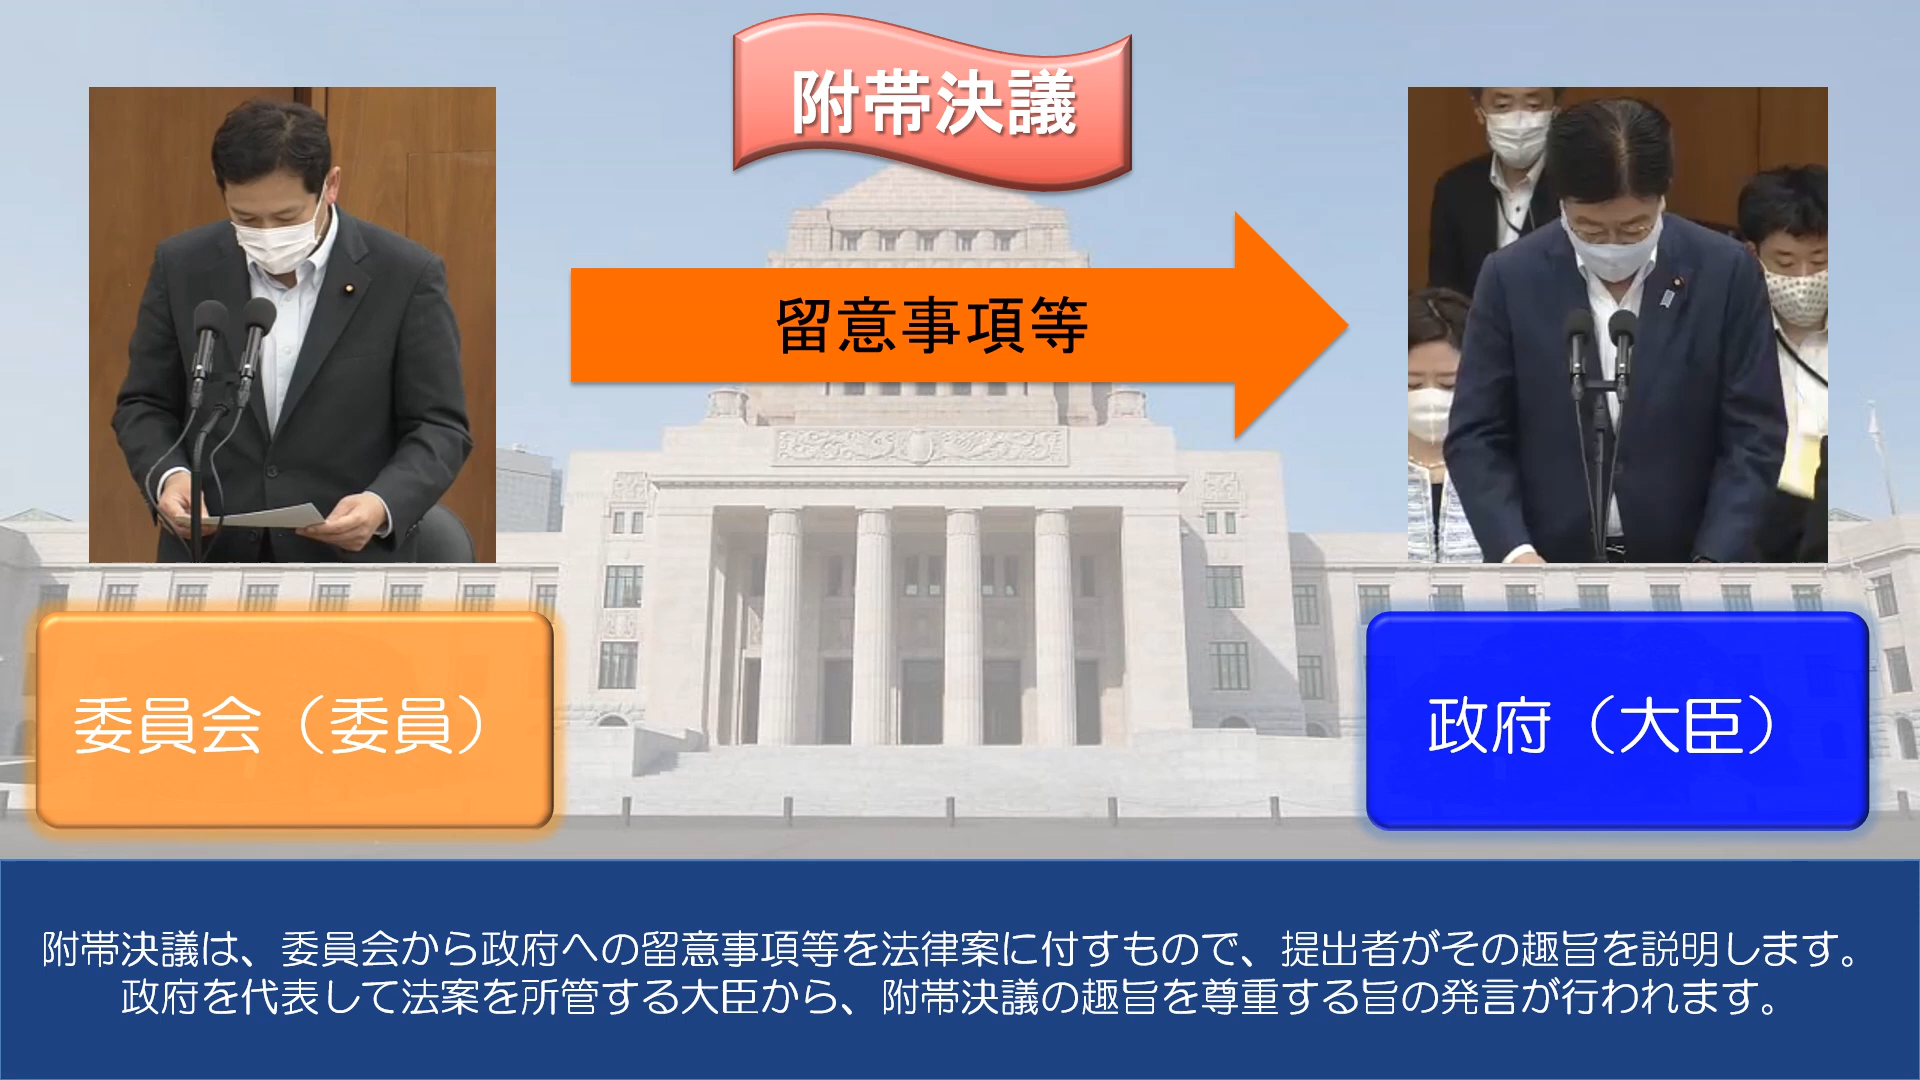 附帯決議
留意事項等
委員会（委員）
政府（大臣）
附帯決議は、委員会から政府への留意事項等を法律案に付すもので、提出者がその趣旨を説明します。
政府を代表して法案を所管する大臣から、附帯決議の趣旨を尊重する旨の発言が行われます。